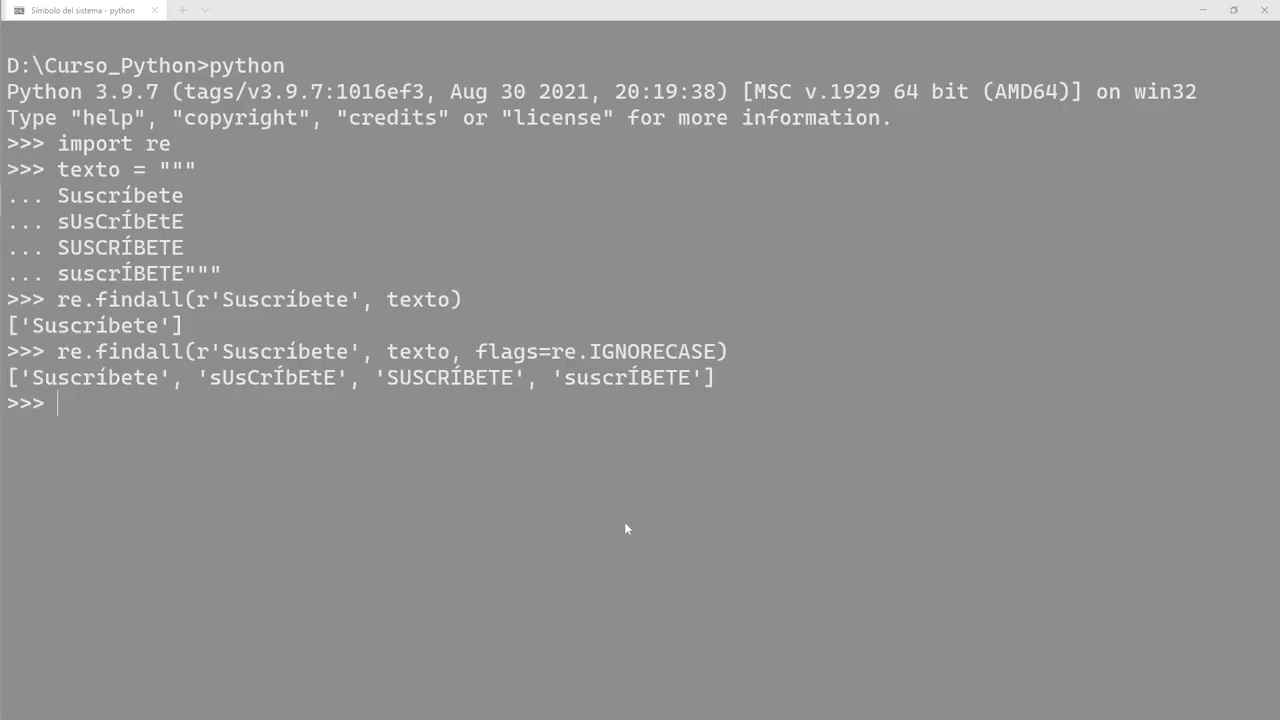 Símbolo del sistema - python
D:\Curso_Python>python
Python 3.9.7 (tags/v3.9.7:1016ef3, Aug 30 2021, 20:19:38) [MSC v.1929 64 bit (AMD64)] on win32
Type "help", "copyright", "credits" or "license" for more information.
>>> import re
>>> texto = """
... Suscríbete
... sUsCrÍbEtE
... SUSCRÍBETE
... suscrÍBETE"""
>>> re.findall(r'Suscríbete', texto)
['Suscríbete']
>>> re.findall(r'Suscríbete', texto, flags=re.IGNORECASE)
['Suscríbete', 'sUsCrÍbEtE', 'SUSCRÍBETE', 'suscrÍBETE']
>>>